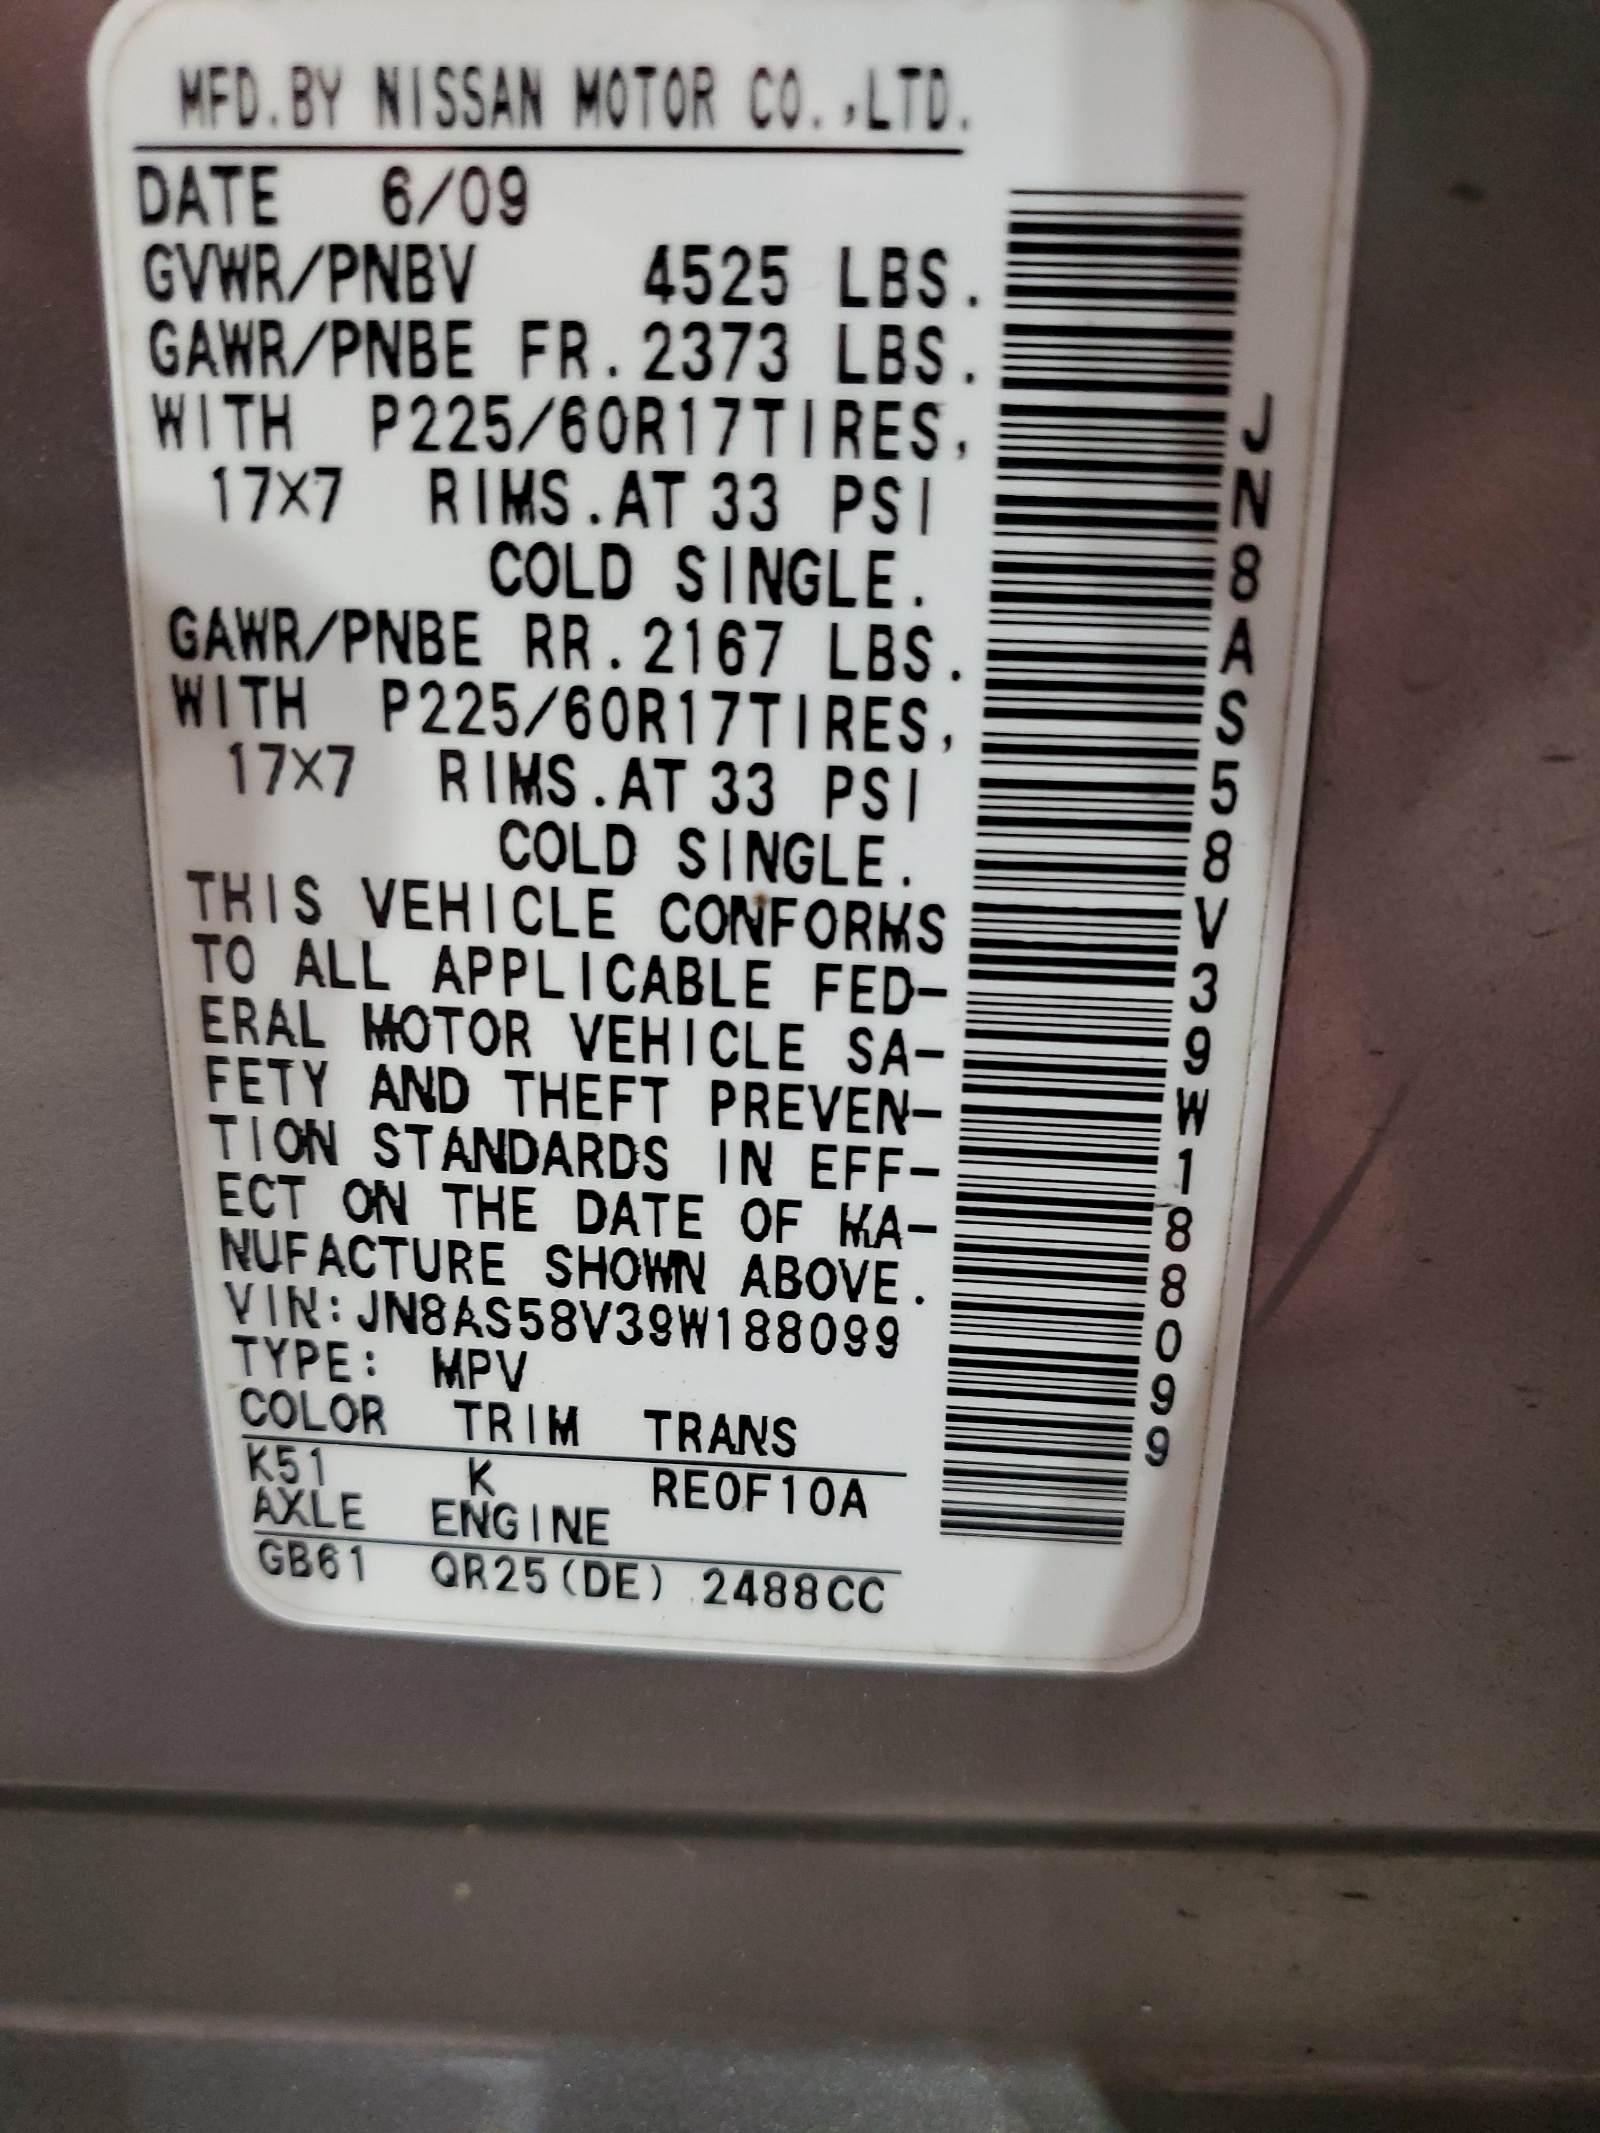 MFD.BY NISSAN MOTOR CO.,LTD.
DATE 6/09
GVWR/PNBV 4525 LBS.
GAWR/PNBE FR.2373 LBS.
WITH P225/60R17TIRES,
17X7 RIMS.AT 33 PSI
COLD SINGLE.
GAWR/PNBE RR.2167 LBS.
WITH P225/60R17TIRES,
17X7 RIMS.AT 33 PSI
COLD SINGLE.
THIS VEHICLE CONFORMS
TO ALL APPLICABLE FED-
ERAL MOTOR VEHICLE SA-
FETY AND THEFT PREVEN-
TION STANDARDS IN EFF-
ECT ON THE DATE OF MA-
NUFACTURE SHOWN ABOVE.
VIN:JN8AS58V39W188099
TYPE: MPV
COLOR TRIM TRANS
K51 K RE0F10A
AXLE ENGINE
GB61 QR25(DE) 2488CC
JN8AS58V39W188099